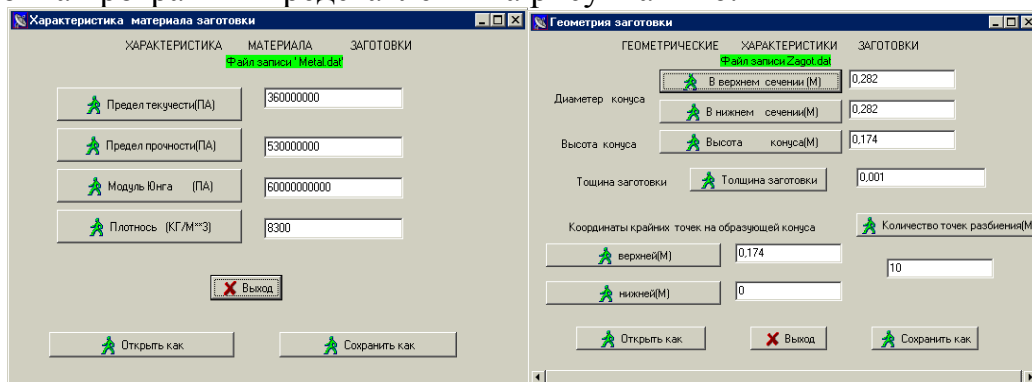 Характеристика материала заготовки
ХАРАКТЕРИСТИКА МАТЕРИАЛА ЗАГОТОВКИ
Файл записи ' Metal.dat'
Предел текучести(ПА) 360000000
Предел прочности(ПА) 530000000
Модуль Юнга (ПА) 60000000000
Плотнось (КГ/М**3) 8300
Выход
Открыть как Сохранить как
Геометрия заготовки
ГЕОМЕТРИЧЕСКИЕ ХАРАКТЕРИСТИКИ ЗАГОТОВКИ
Файл записи Zagot.dat
Диаметер конуса
В верхнем сечении (М) 0,282
В нижнем сечении(М) 0,282
Высота конуса Высота конуса(М) 0,174
Тощина заготовки Толщина заготовки 0,001
Координаты крайних точек на образующей конуса
Количество точек разбиения(М
верхней(М) 0,174
10
нижней(М) 0
Открыть как Выход Сохранить как